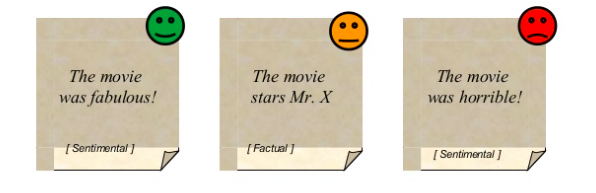 The movie
was fabulous!
[ Sentimental ]
The movie
stars Mr. X
[ Factual ]
The movie
was horrible!
[ Sentimental ]